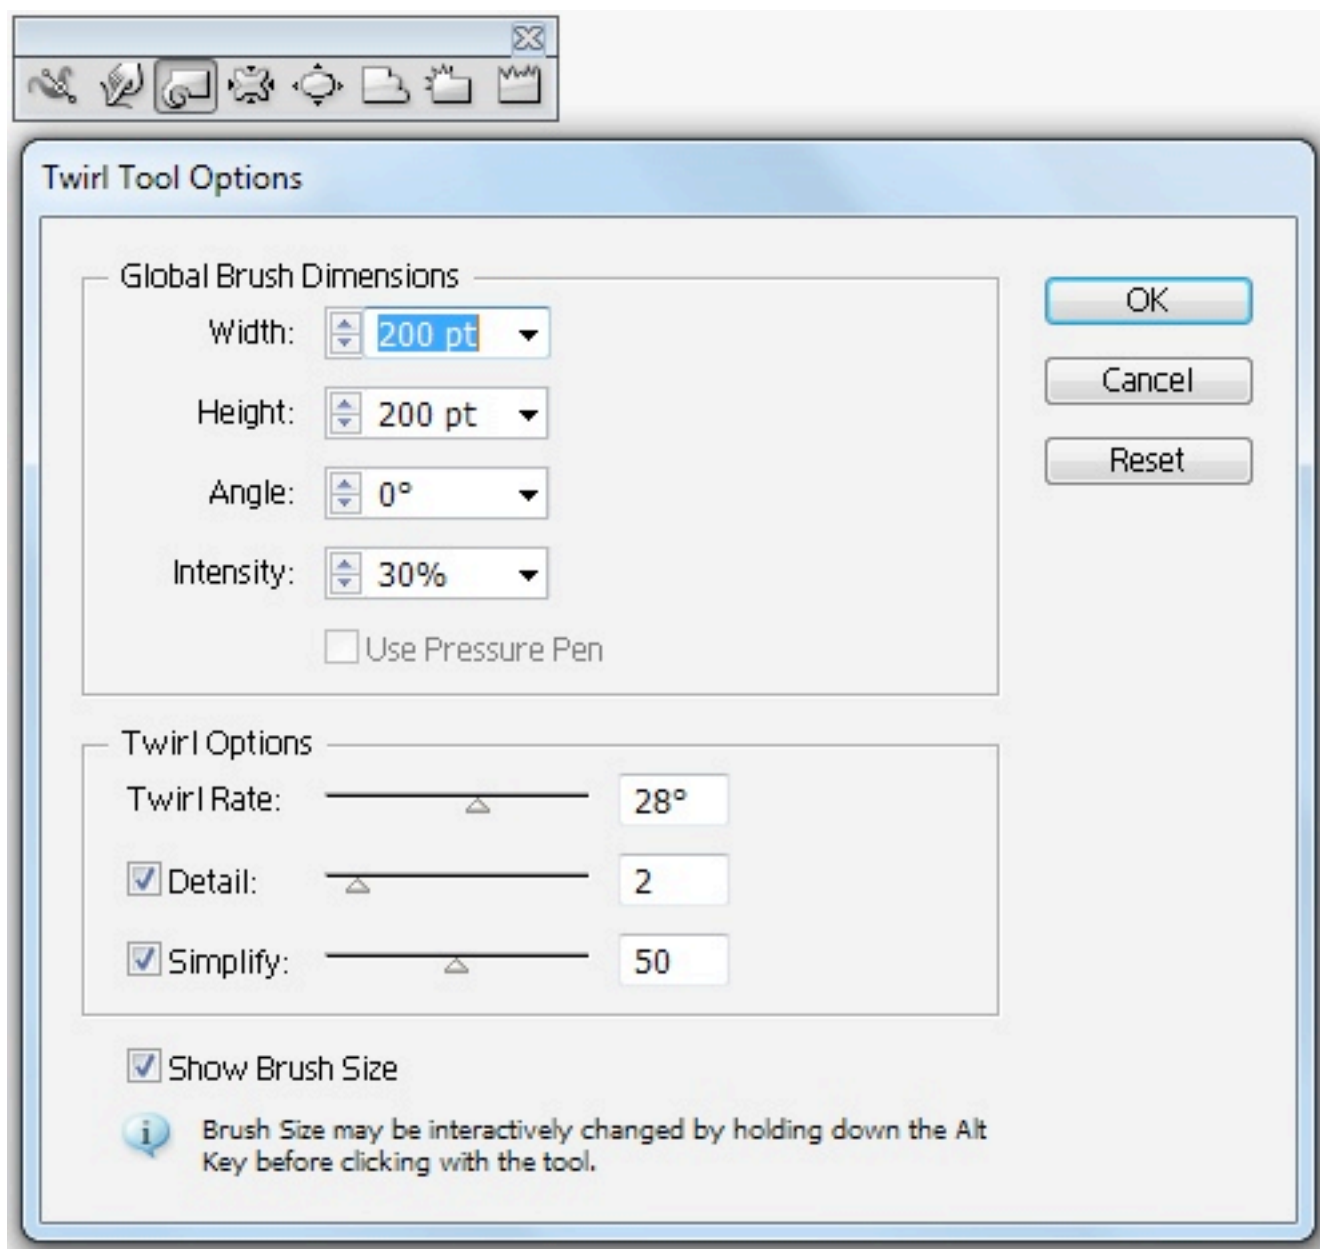 Twirl Tool Options
Global Brush Dimensions
OK
Width: 200 pt
Cancel
Height: 200 pt
Reset
Angle: 0°
Intensity: 30%
Use Pressure Pen
Twirl Options
Twirl Rate: 28°
Detail: 2
Simplify: 50
Show Brush Size
Brush Size may be interactively changed by holding down the Alt
Key before clicking with the tool.